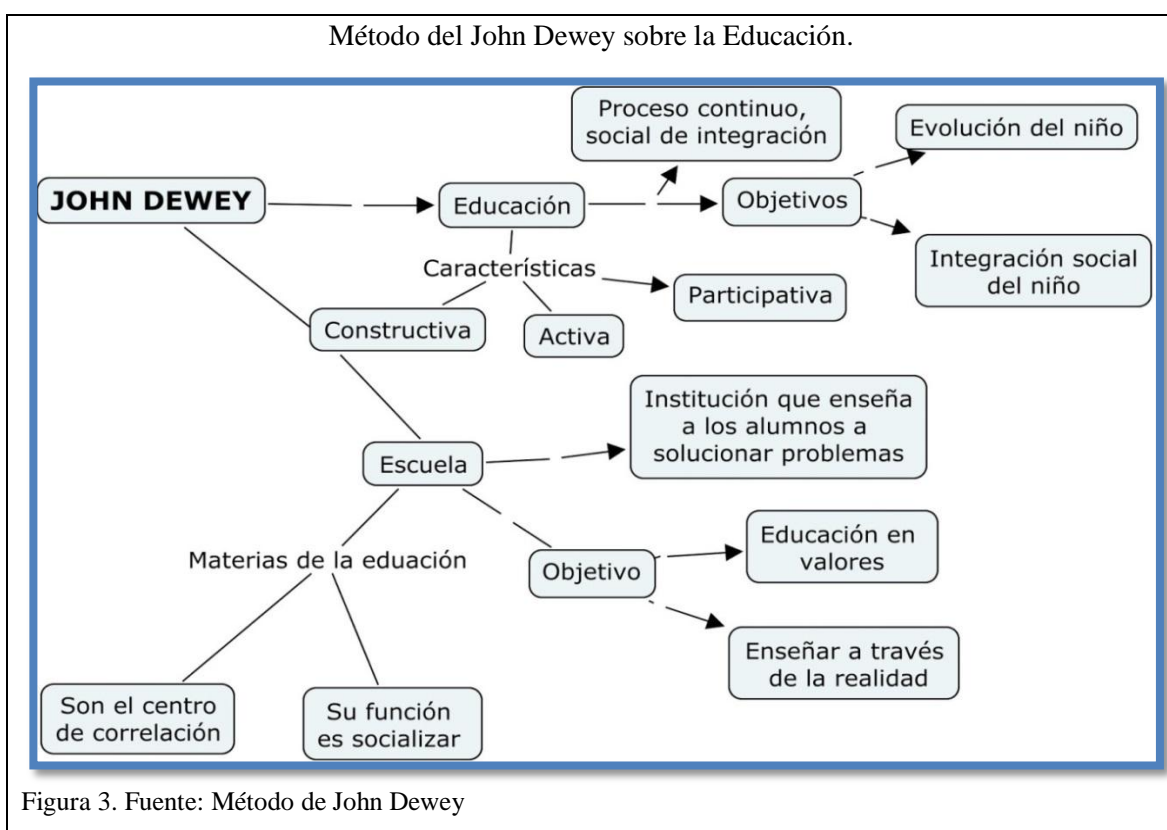 Método del John Dewey sobre la Educación.
Proceso continuo,
social de integración
Evolución del niño
JOHN DEWEY
Educación
Objetivos
Integración social
del niño
Características
Participativa
Constructiva
Activa
Institución que enseña
a los alumnos a
solucionar problemas
Escuela
Materias de la eduación
Objetivo
Educación en
valores
Enseñar a través
de la realidad
Son el centro
de correlación
Su función
es socializar
Figura 3. Fuente: Método de John Dewey